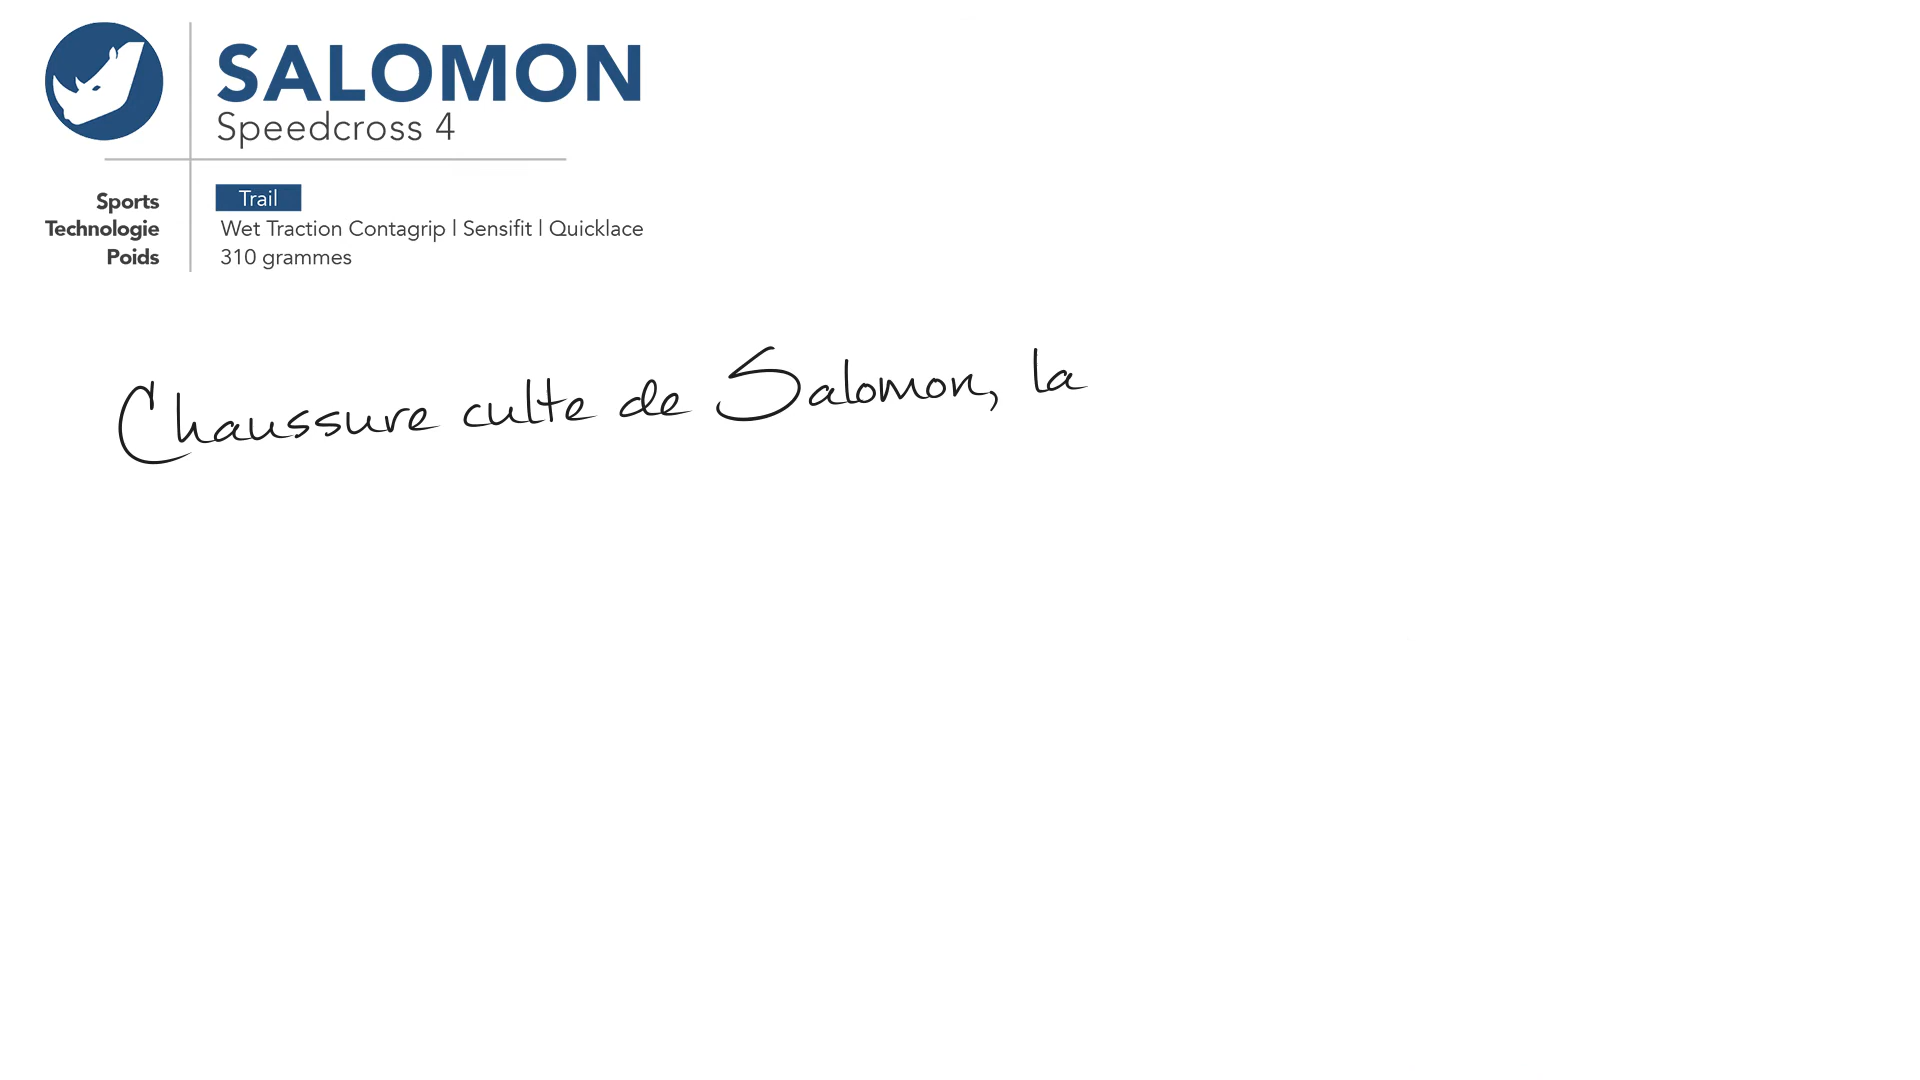 SALOMON
Speedcross 4
Sports Trail
Technologie Wet Traction Contagrip | Sensifit | Quicklace
Poids 310 grammes
Chaussure culte de Salomon, la